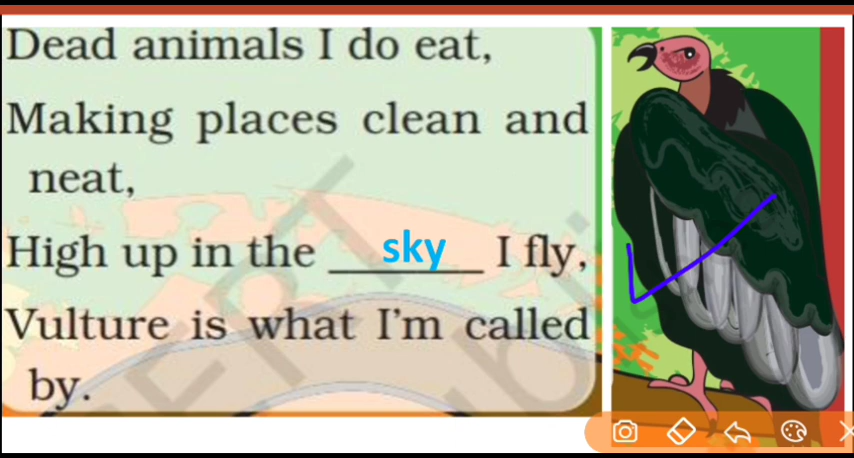 Dead animals I do eat,
Making places clean and
neat,
High up in the sky I fly,
Vulture is what I'm called
by.